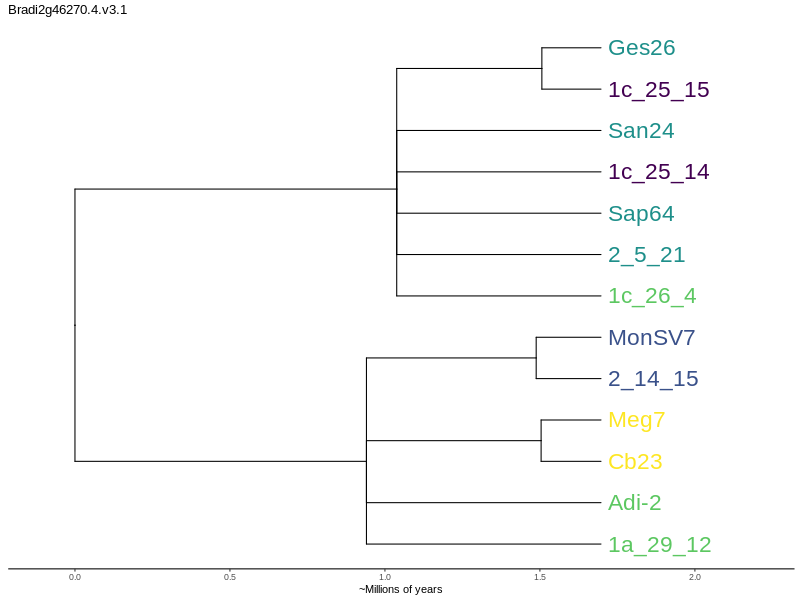 Bradi2g46270.4.v3.1
Ges26
1c_25_15
San24
1c_25_14
Sap64
2_5_21
1c_26_4
MonSV7
2_14_15
Meg7
Cb23
Adi-2
1a_29_12
0.0 0.5 1.0 1.5 2.0
~Millions of years